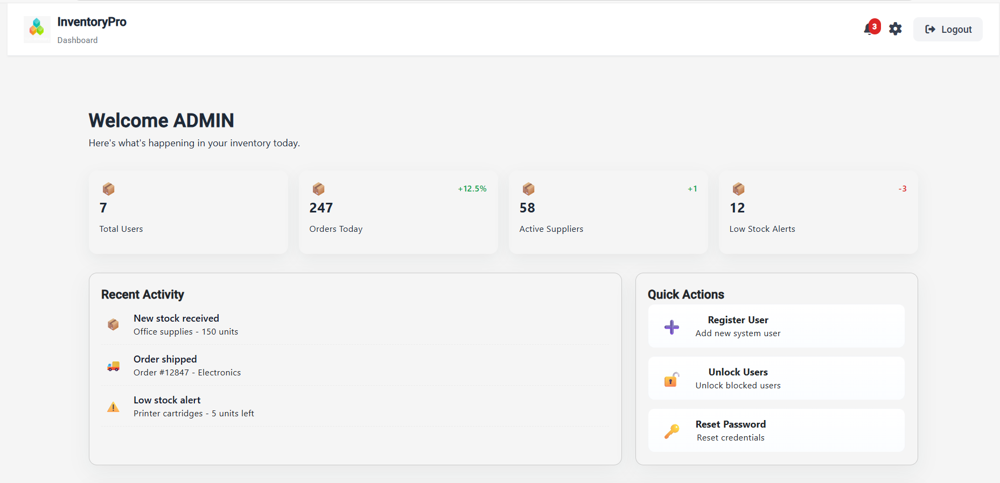 InventoryPro
Dashboard
3
Logout
Welcome ADMIN
Here's what's happening in your inventory today.
7
Total Users
+12.5%
247
Orders Today
+1
58
Active Suppliers
-3
12
Low Stock Alerts
Recent Activity
New stock received
Office supplies - 150 units
Order shipped
Order #12847 - Electronics
Low stock alert
Printer cartridges - 5 units left
Quick Actions
Register User
Add new system user
Unlock Users
Unlock blocked users
Reset Password
Reset credentials